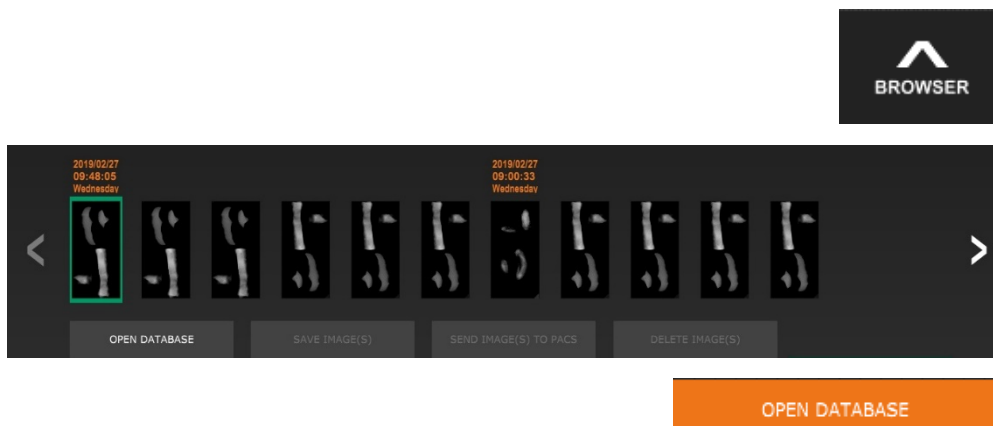 BROWSER
2019/02/27
09:48:05
Wednesday
2019/02/27
09:00:33
Wednesday
<
>
OPEN DATABASE SAVE IMAGE(S) SEND IMAGE(S) TO PACS DELETE IMAGE(S)
OPEN DATABASE